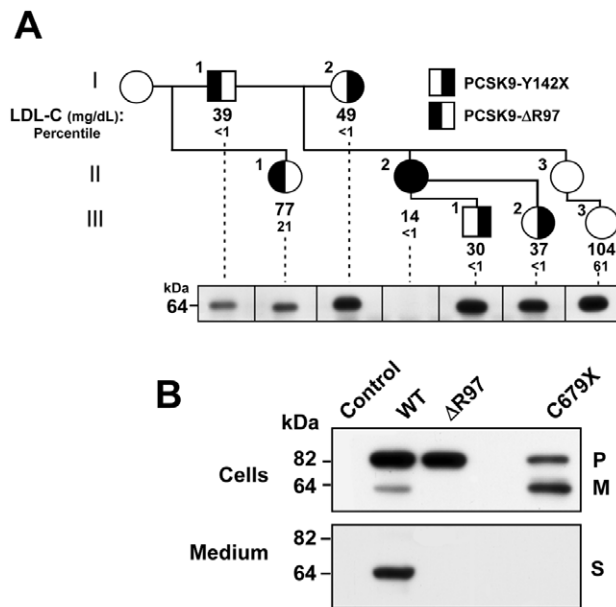 A
I
1
2
PCSK9-Y142X
PCSK9-ΔR97
LDL-C (mg/dL):
39
49
Percentile
<1
<1
II
1
2
3
77
14
1
2
3
21
<1
III
30
37
104
<1
<1
61
kDa
64
B
Control
WT
ΔR97
C679X
kDa
Cells
82
P
64
M
Medium
82
64
S